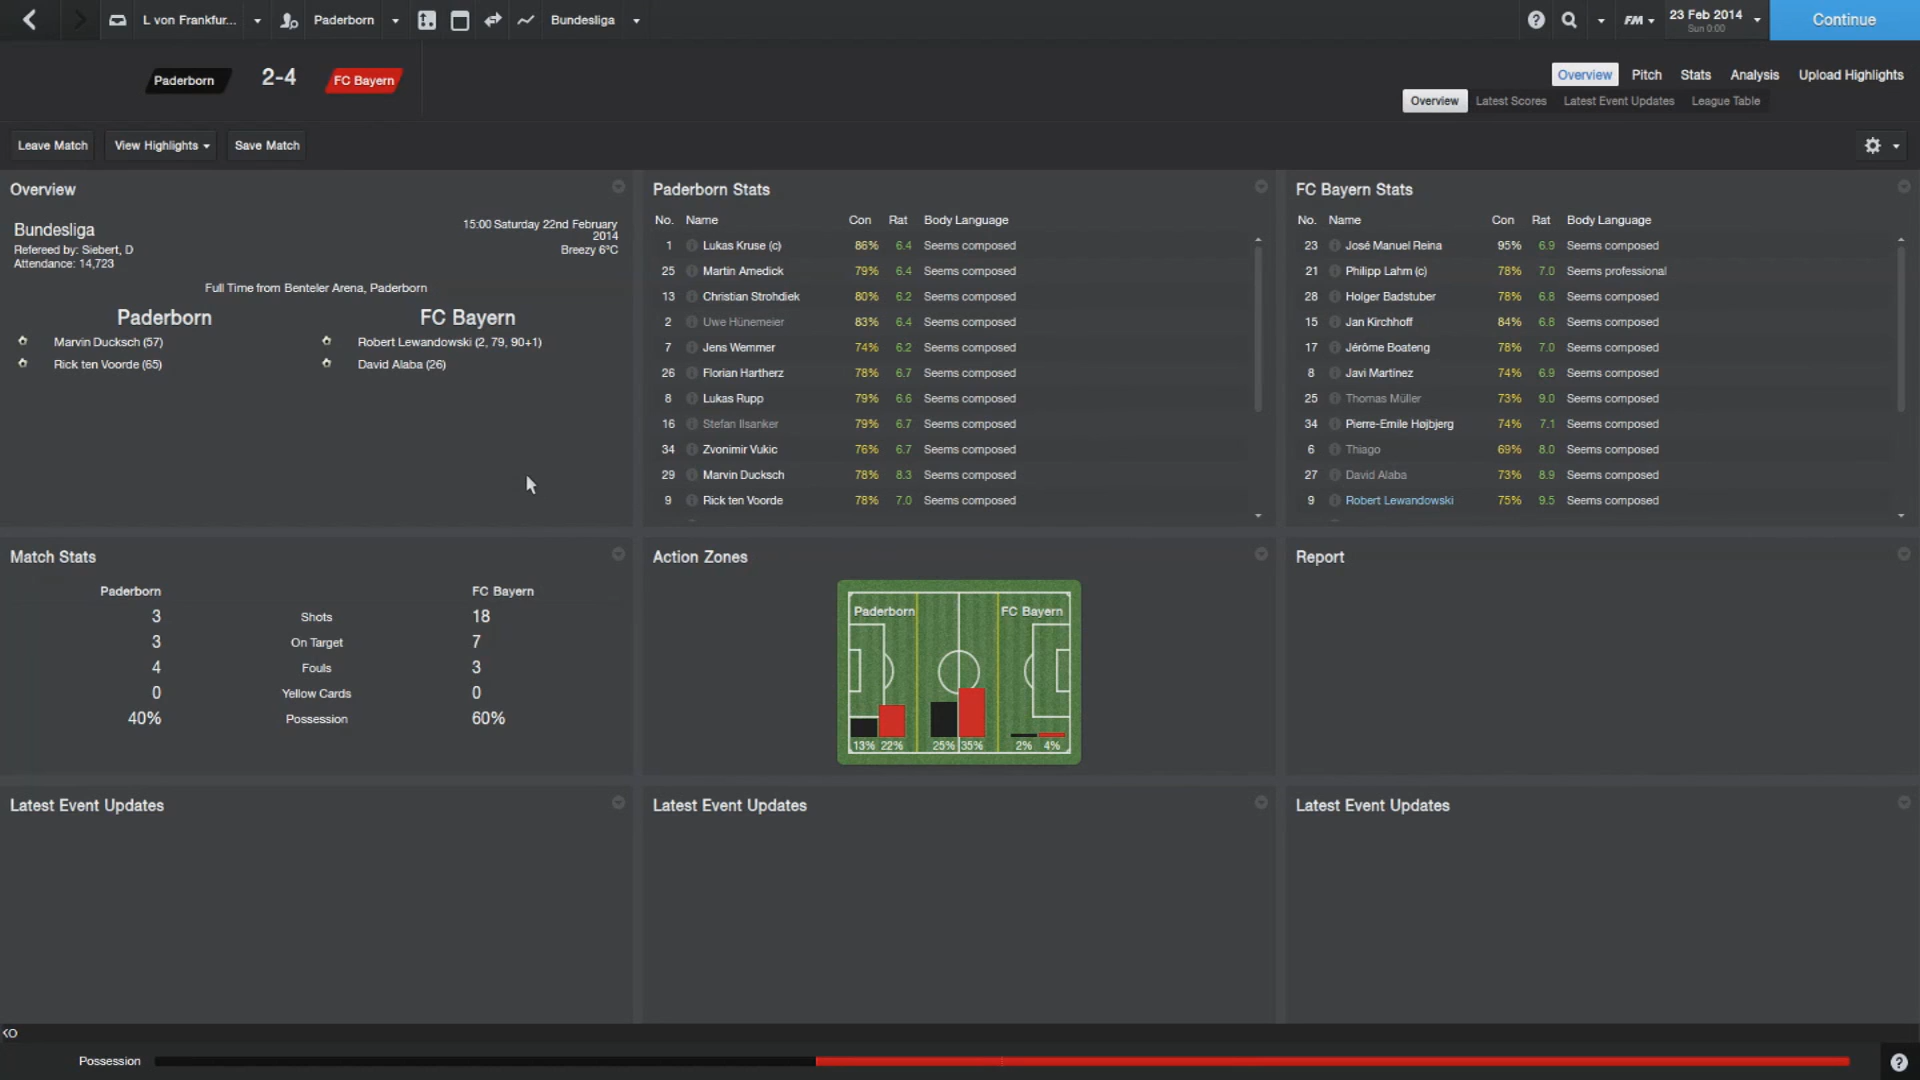 L von Frankfur... Paderborn Bundesliga FM 23 Feb 2014 Continue
Sun 0:00
Paderborn 2-4 FC Bayern
Overview Pitch Stats Analysis Upload Highlights
Overview Latest Scores Latest Event Updates League Table
Leave Match View Highlights Save Match
Overview
Bundesliga
Refereed by: Siebert, D
Attendance: 14,723
15:00 Saturday 22nd February
2014
Breezy 6°C
Full Time from Benteler Arena, Paderborn
Paderborn FC Bayern
Marvin Ducksch (57) Robert Lewandowski (2, 79, 90+1)
Rick ten Voorde (65) David Alaba (26)
Paderborn Stats
No. Name Con Rat Body Language
1 Lukas Kruse (c) 86% 6.4 Seems composed
25 Martin Amedick 79% 6.4 Seems composed
13 Christian Strohdiek 80% 6.2 Seems composed
2 Uwe Hünemeier 83% 6.4 Seems composed
7 Jens Wemmer 74% 6.2 Seems composed
26 Florian Hartherz 78% 6.7 Seems composed
8 Lukas Rupp 79% 6.6 Seems composed
16 Stefan Ilsanker 79% 6.7 Seems composed
34 Zvonimir Vukic 76% 6.7 Seems composed
29 Marvin Ducksch 78% 8.3 Seems composed
9 Rick ten Voorde 78% 7.0 Seems composed
FC Bayern Stats
No. Name Con Rat Body Language
23 José Manuel Reina 95% 6.9 Seems composed
21 Philipp Lahm (c) 78% 7.0 Seems professional
28 Holger Badstuber 78% 6.8 Seems composed
15 Jan Kirchhoff 84% 6.8 Seems composed
17 Jérôme Boateng 78% 7.0 Seems composed
8 Javi Martínez 74% 6.9 Seems composed
25 Thomas Müller 73% 9.0 Seems composed
34 Pierre-Emile Højbjerg 74% 7.1 Seems composed
6 Thiago 69% 8.0 Seems composed
27 David Alaba 73% 8.9 Seems composed
9 Robert Lewandowski 75% 9.5 Seems composed
Match Stats
Paderborn FC Bayern
3 Shots 18
3 On Target 7
4 Fouls 3
0 Yellow Cards 0
40% Possession 60%
Action Zones
Paderborn FC Bayern
13% 22% 25% 35% 2% 4%
Report
Latest Event Updates
Latest Event Updates
Latest Event Updates
KO
Possession